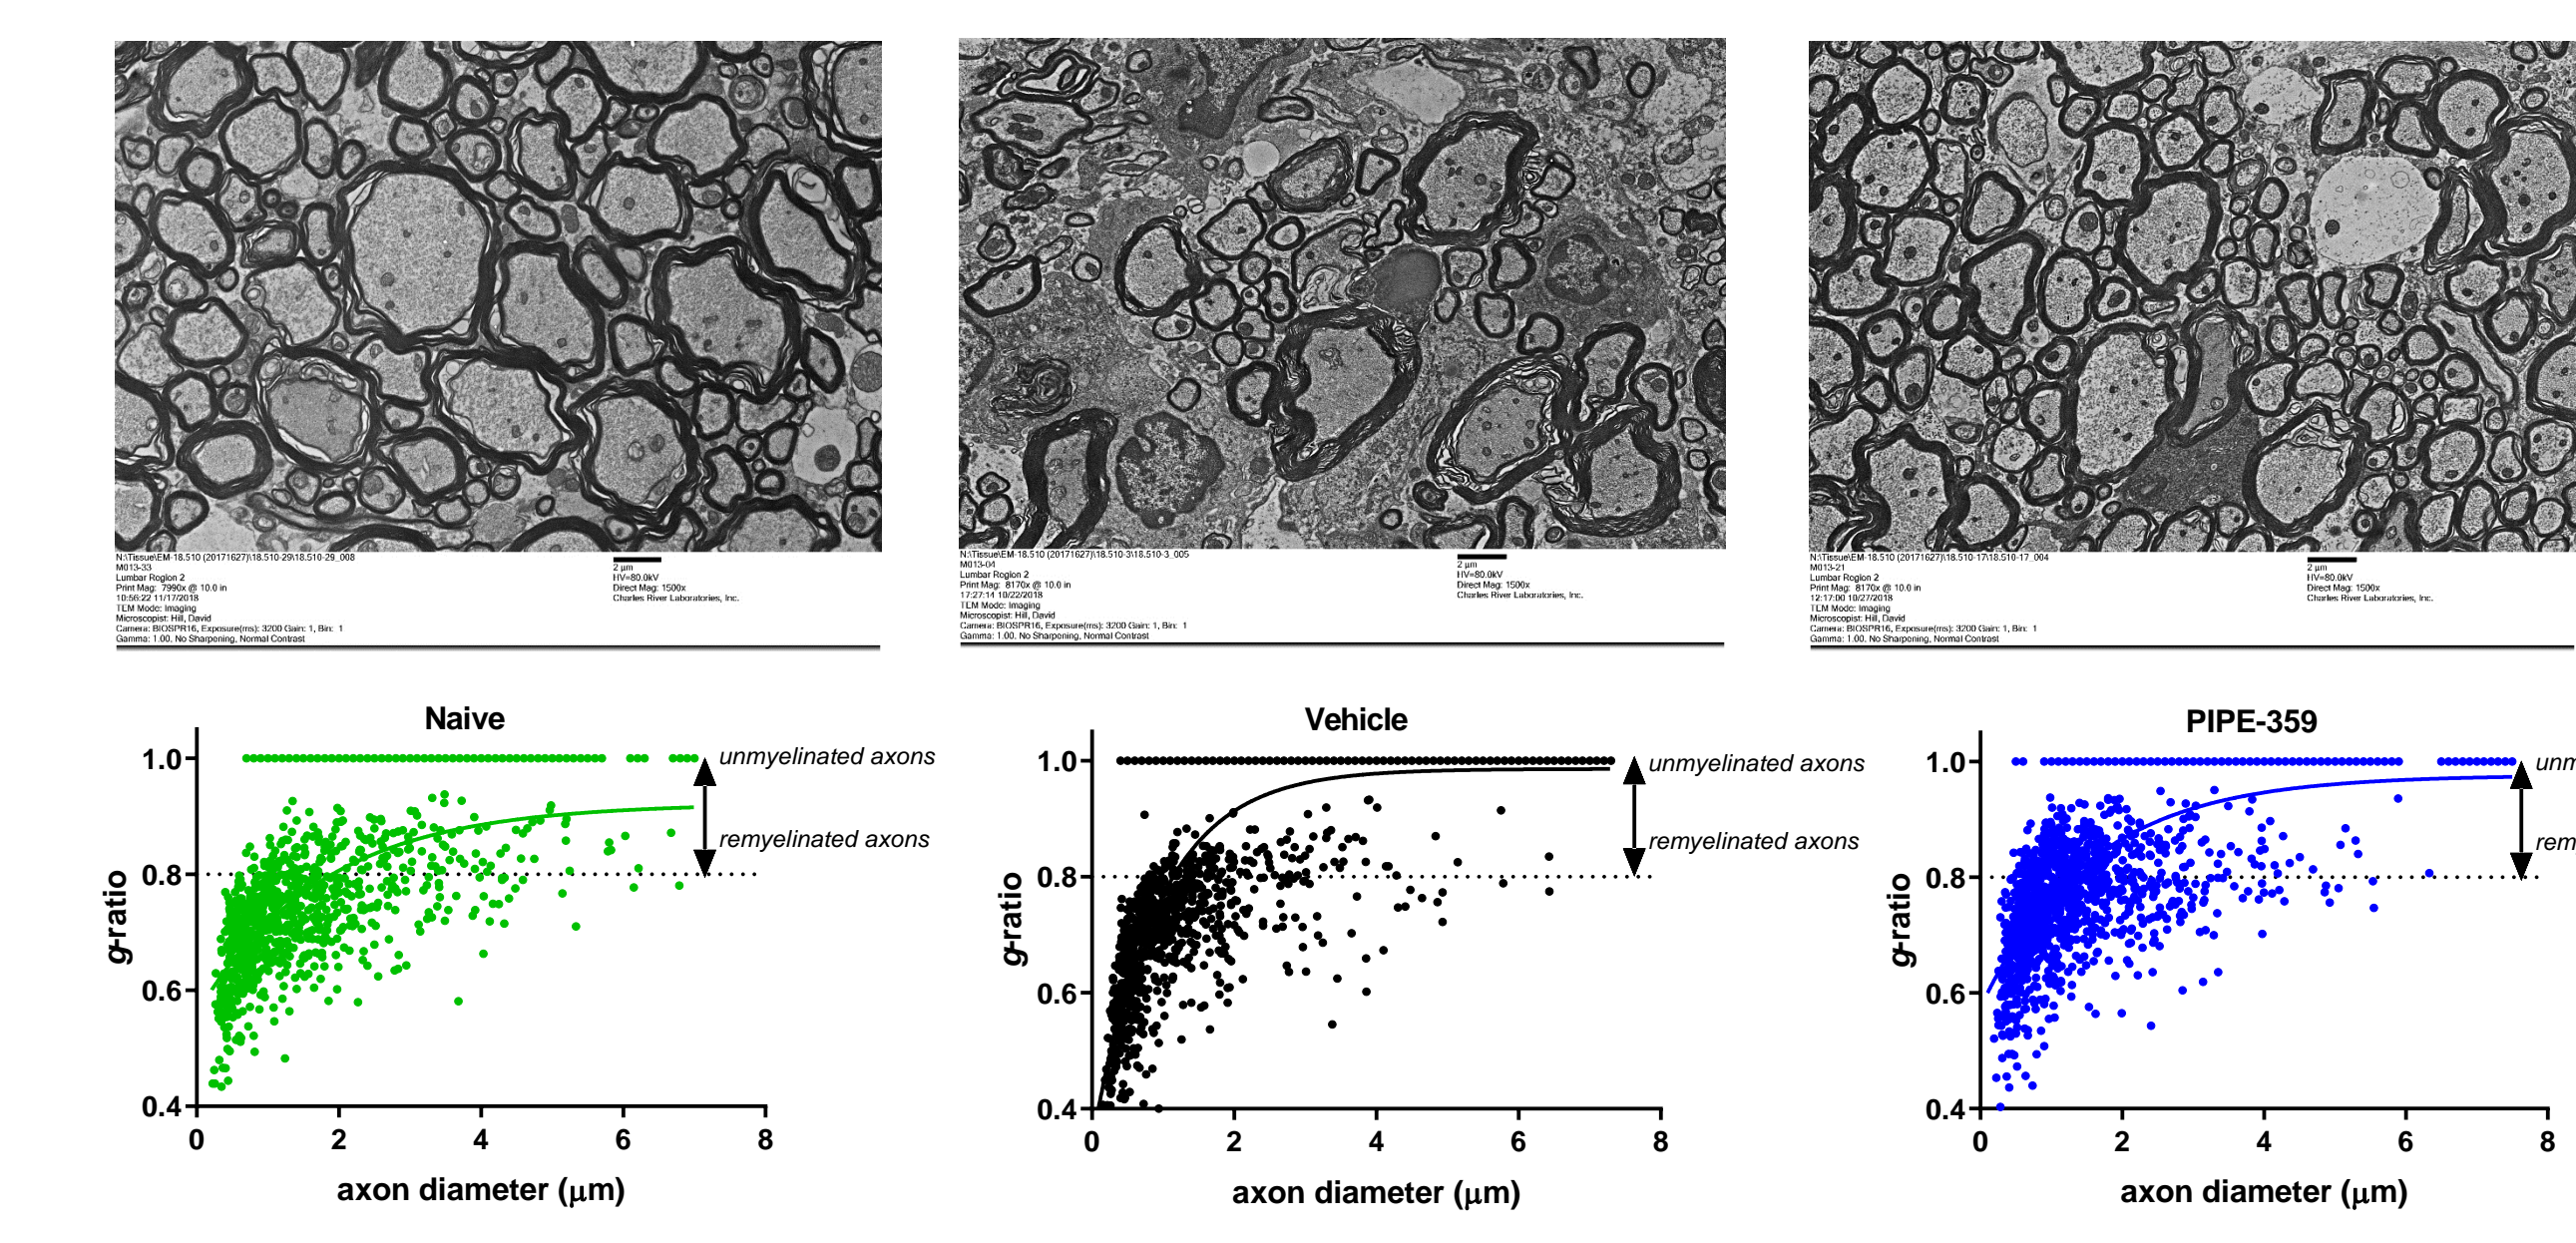 N:\Tissue\EM-18.510 (20171627)\18.510-29\18.510-29_008
M013-33
Lumbar Region 2
Print Mag: 7990x @ 10.0 in
10:56:22 11/17/2018
TEM Mode: Imaging
Microscopist: Hill, David
Camera: BIOSPR16, Exposure(ms): 3200 Gain: 1, Bin: 1
Gamma: 1.00, No Sharpening, Normal Contrast
2 µm
HV=80.0kV
Direct Mag: 1500x
Charles River Laboratories, Inc.
N:\Tissue\EM-18.510 (20171627)\18.510-3\18.510-3_005
M013-04
Lumbar Region 2
Print Mag: 8170x @ 10.0 in
17:27:14 10/22/2018
TEM Mode: Imaging
Microscopist: Hill, David
Camera: BIOSPR16, Exposure(ms): 3200 Gain: 1, Bin: 1
Gamma: 1.00, No Sharpening, Normal Contrast
2 µm
HV=80.0kV
Direct Mag: 1500x
Charles River Laboratories, Inc.
N:\Tissue\EM-18.510 (20171627)\18.510-17\18.510-17_004
M013-21
Lumbar Region 2
Print Mag: 8170x @ 10.0 in
12:17:00 10/27/2018
TEM Mode: Imaging
Microscopist: Hill, David
Camera: BIOSPR16, Exposure(ms): 3200 Gain: 1, Bin: 1
Gamma: 1.00, No Sharpening, Normal Contrast
2 µm
HV=80.0kV
Direct Mag: 1500x
Charles River Laboratories, Inc.
Naive
1.0
0.8
0.6
0.4
g-ratio
unmyelinated axons
remyelinated axons
0 2 4 6 8
axon diameter (µm)
Vehicle
1.0
0.8
0.6
0.4
g-ratio
unmyelinated axons
remyelinated axons
0 2 4 6 8
axon diameter (µm)
PIPE-359
1.0
0.8
0.6
0.4
g-ratio
unm
rem
0 2 4 6 8
axon diameter (µm)